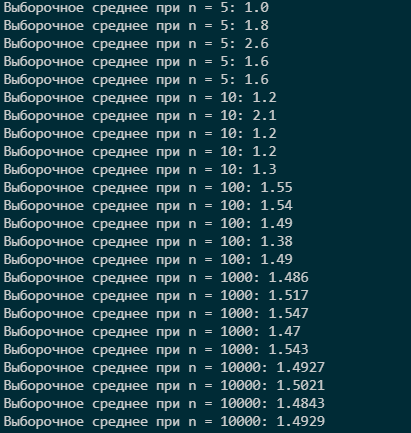 Выборочное среднее при n = 5: 1.0
Выборочное среднее при n = 5: 1.8
Выборочное среднее при n = 5: 2.6
Выборочное среднее при n = 5: 1.6
Выборочное среднее при n = 5: 1.6
Выборочное среднее при n = 10: 1.2
Выборочное среднее при n = 10: 2.1
Выборочное среднее при n = 10: 1.2
Выборочное среднее при n = 10: 1.2
Выборочное среднее при n = 10: 1.3
Выборочное среднее при n = 100: 1.55
Выборочное среднее при n = 100: 1.54
Выборочное среднее при n = 100: 1.49
Выборочное среднее при n = 100: 1.38
Выборочное среднее при n = 100: 1.49
Выборочное среднее при n = 1000: 1.486
Выборочное среднее при n = 1000: 1.517
Выборочное среднее при n = 1000: 1.547
Выборочное среднее при n = 1000: 1.47
Выборочное среднее при n = 1000: 1.543
Выборочное среднее при n = 10000: 1.4927
Выборочное среднее при n = 10000: 1.5021
Выборочное среднее при n = 10000: 1.4843
Выборочное среднее при n = 10000: 1.4929